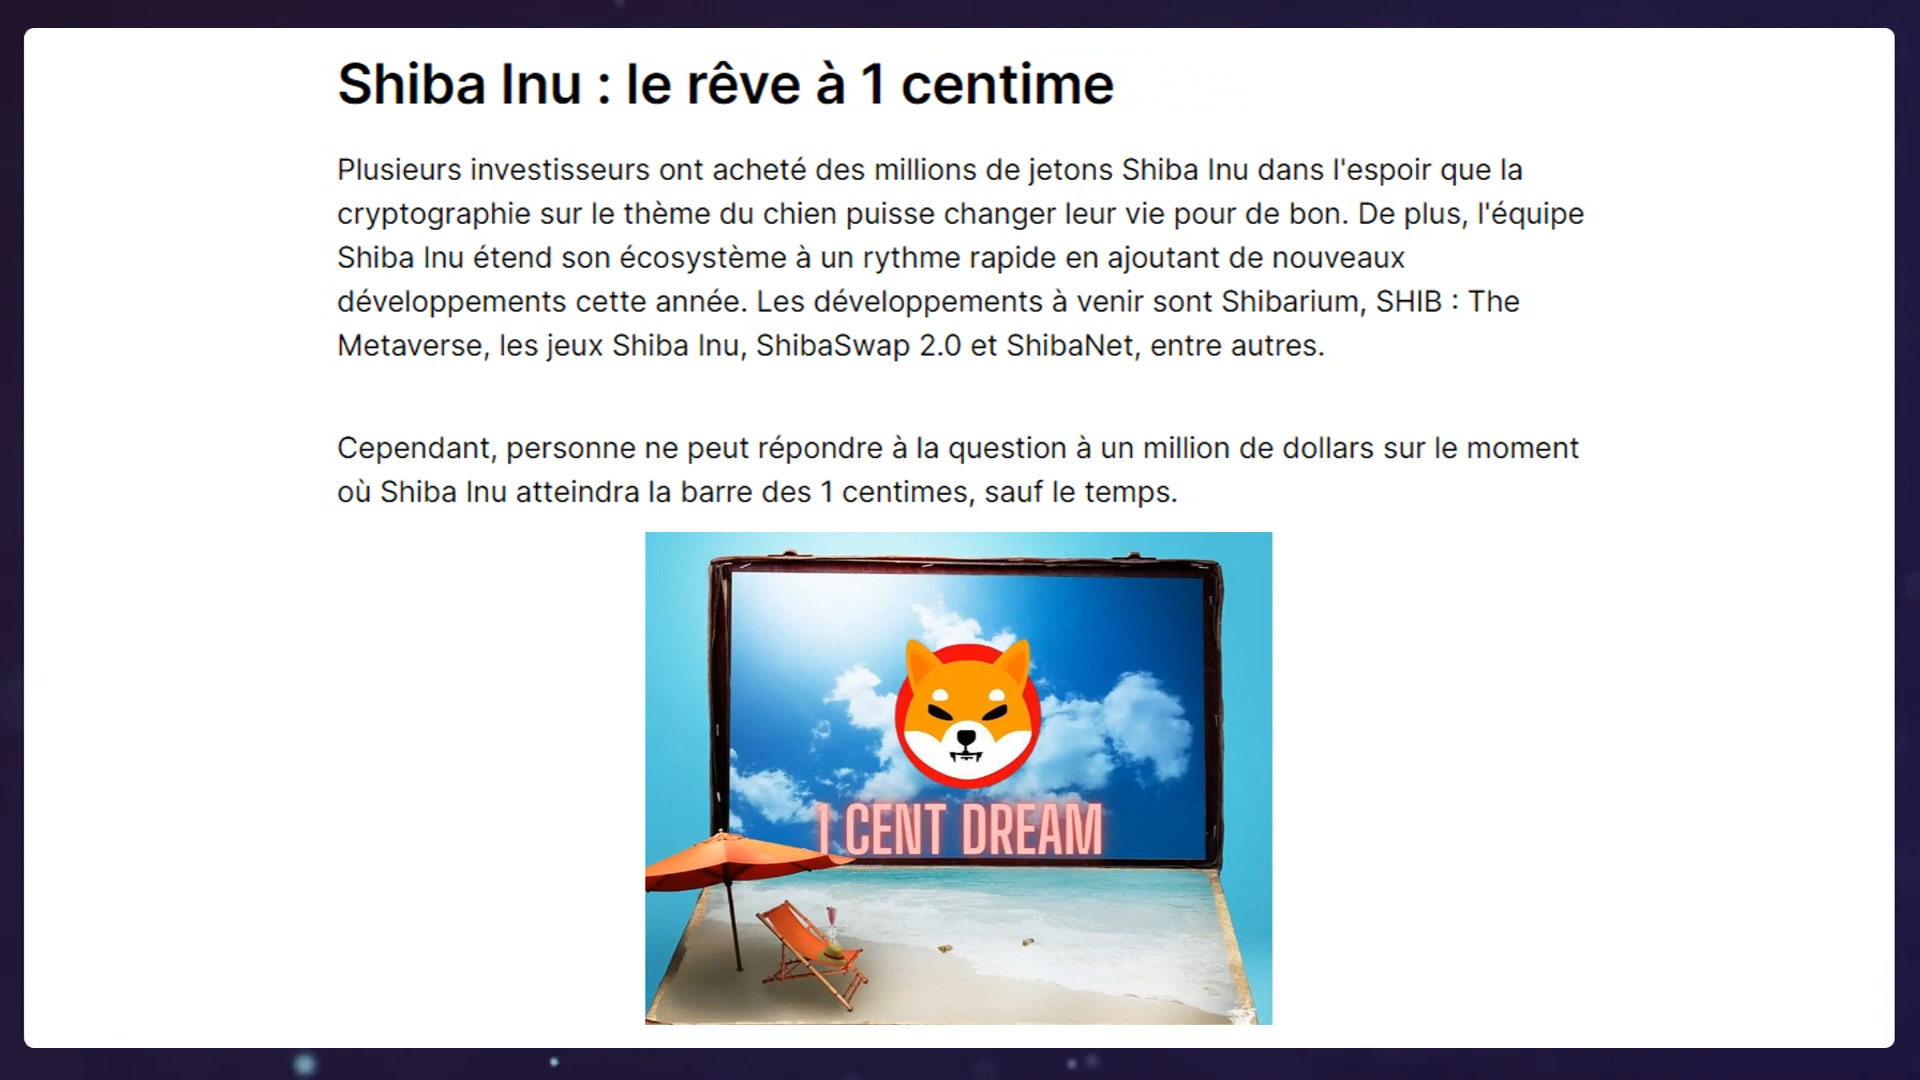 Shiba Inu : le rêve à 1 centime
Plusieurs investisseurs ont acheté des millions de jetons Shiba Inu dans l'espoir que la
cryptographie sur le thème du chien puisse changer leur vie pour de bon. De plus, l'équipe
Shiba Inu étend son écosystème à un rythme rapide en ajoutant de nouveaux
développements cette année. Les développements à venir sont Shibarium, SHIB : The
Metaverse, les jeux Shiba Inu, ShibaSwap 2.0 et ShibaNet, entre autres.
Cependant, personne ne peut répondre à la question à un million de dollars sur le moment
où Shiba Inu atteindra la barre des 1 centimes, sauf le temps.
1 CENT DREAM